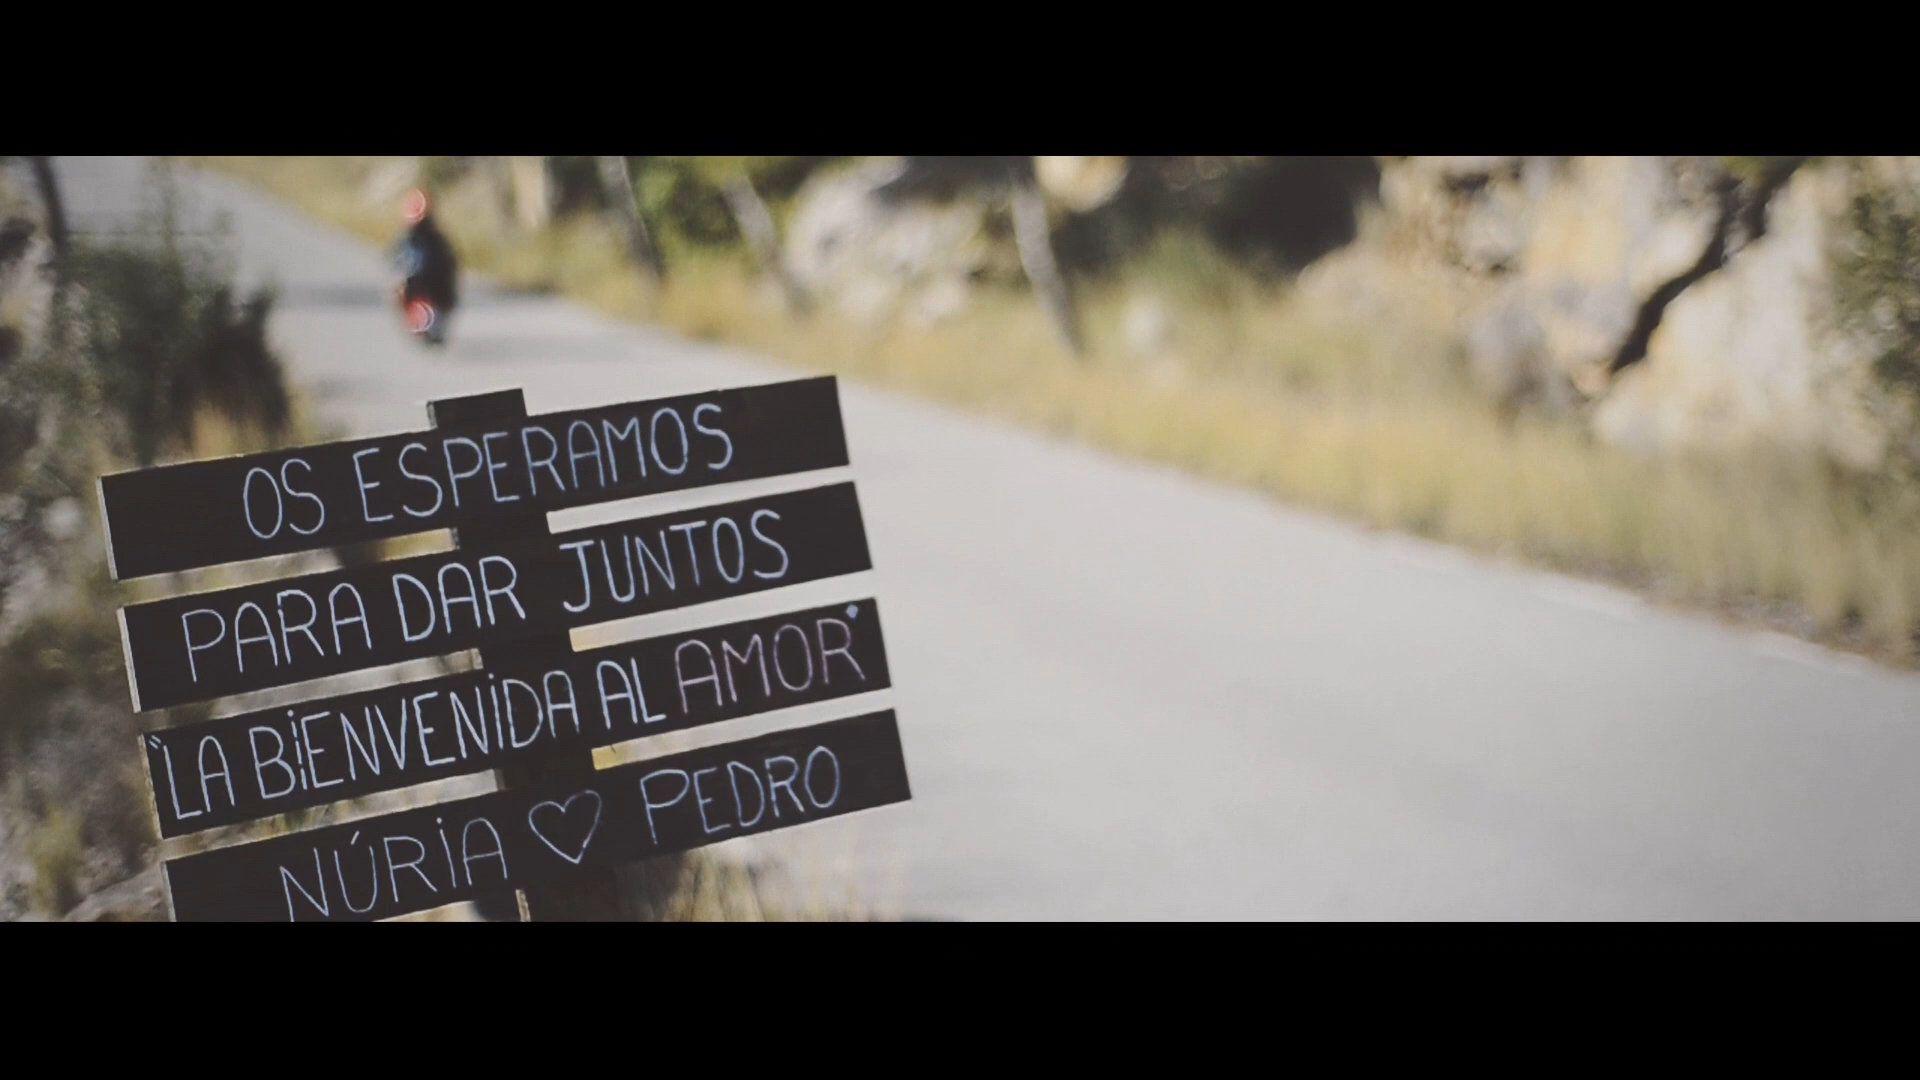 OS ESPERAMOS
PARA DAR JUNTOS
"LA BIENVENIDA AL AMOR"
NÚRIA ♡ PEDRO